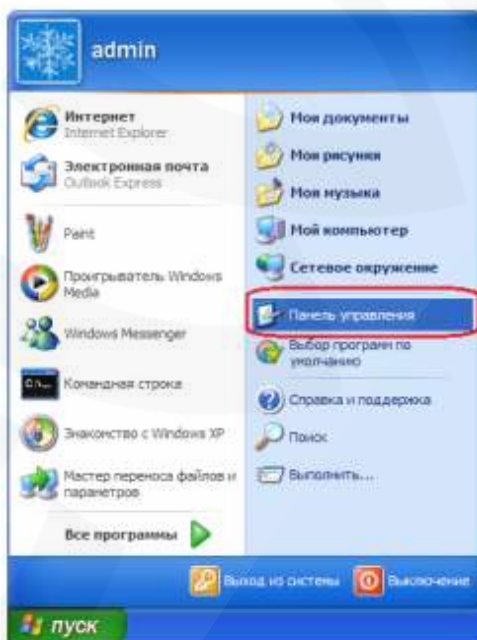 admin
Интернет
Internet Explorer
Электронная почта
Outlook Express
Paint
Проигрыватель Windows
Media
Windows Messenger
Командная строка
Знакомство с Windows XP
Мастер переноса файлов и
параметров
Все программы
Мои документы
Мои рисунки
Моя музыка
Мой компьютер
Сетевое окружение
Панель управления
Выбор программ по
умолчанию
Справка и поддержка
Поиск
Выполнить...
Выход из системы
Выключение
пуск